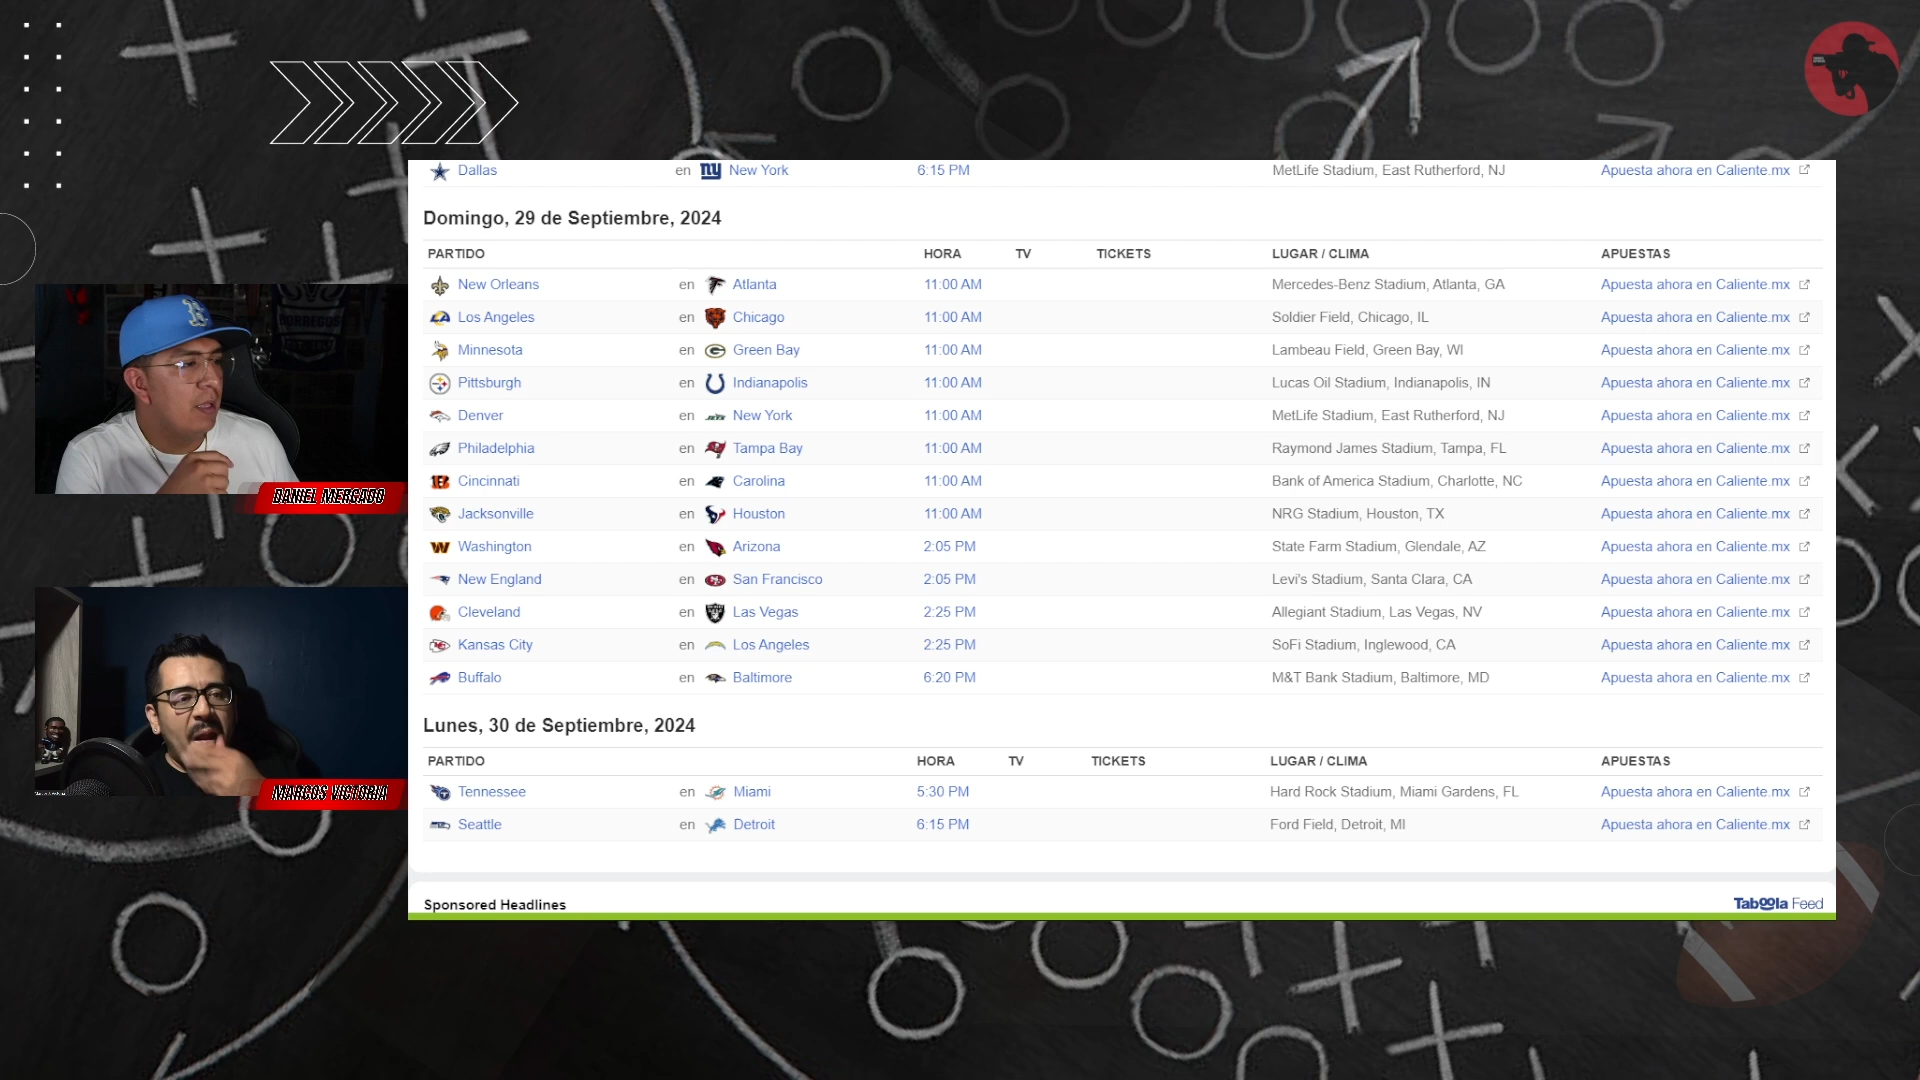 Dallas en New York 6:15 PM MetLife Stadium, East Rutherford, NJ Apuesta ahora en Caliente.mx
Domingo, 29 de Septiembre, 2024
PARTIDO HORA TV TICKETS LUGAR / CLIMA APUESTAS
New Orleans en Atlanta 11:00 AM Mercedes-Benz Stadium, Atlanta, GA Apuesta ahora en Caliente.mx
Los Angeles en Chicago 11:00 AM Soldier Field, Chicago, IL Apuesta ahora en Caliente.mx
Minnesota en Green Bay 11:00 AM Lambeau Field, Green Bay, WI Apuesta ahora en Caliente.mx
Pittsburgh en Indianapolis 11:00 AM Lucas Oil Stadium, Indianapolis, IN Apuesta ahora en Caliente.mx
Denver en New York 11:00 AM MetLife Stadium, East Rutherford, NJ Apuesta ahora en Caliente.mx
Philadelphia en Tampa Bay 11:00 AM Raymond James Stadium, Tampa, FL Apuesta ahora en Caliente.mx
Cincinnati en Carolina 11:00 AM Bank of America Stadium, Charlotte, NC Apuesta ahora en Caliente.mx
Jacksonville en Houston 11:00 AM NRG Stadium, Houston, TX Apuesta ahora en Caliente.mx
Washington en Arizona 2:05 PM State Farm Stadium, Glendale, AZ Apuesta ahora en Caliente.mx
New England en San Francisco 2:05 PM Levi's Stadium, Santa Clara, CA Apuesta ahora en Caliente.mx
Cleveland en Las Vegas 2:25 PM Allegiant Stadium, Las Vegas, NV Apuesta ahora en Caliente.mx
Kansas City en Los Angeles 2:25 PM SoFi Stadium, Inglewood, CA Apuesta ahora en Caliente.mx
Buffalo en Baltimore 6:20 PM M&T Bank Stadium, Baltimore, MD Apuesta ahora en Caliente.mx
Lunes, 30 de Septiembre, 2024
PARTIDO HORA TV TICKETS LUGAR / CLIMA APUESTAS
Tennessee en Miami 5:30 PM Hard Rock Stadium, Miami Gardens, FL Apuesta ahora en Caliente.mx
Seattle en Detroit 6:15 PM Ford Field, Detroit, MI Apuesta ahora en Caliente.mx
Sponsored Headlines Taboola Feed
DANIEL MERCADO
MARCOS VICTORIA